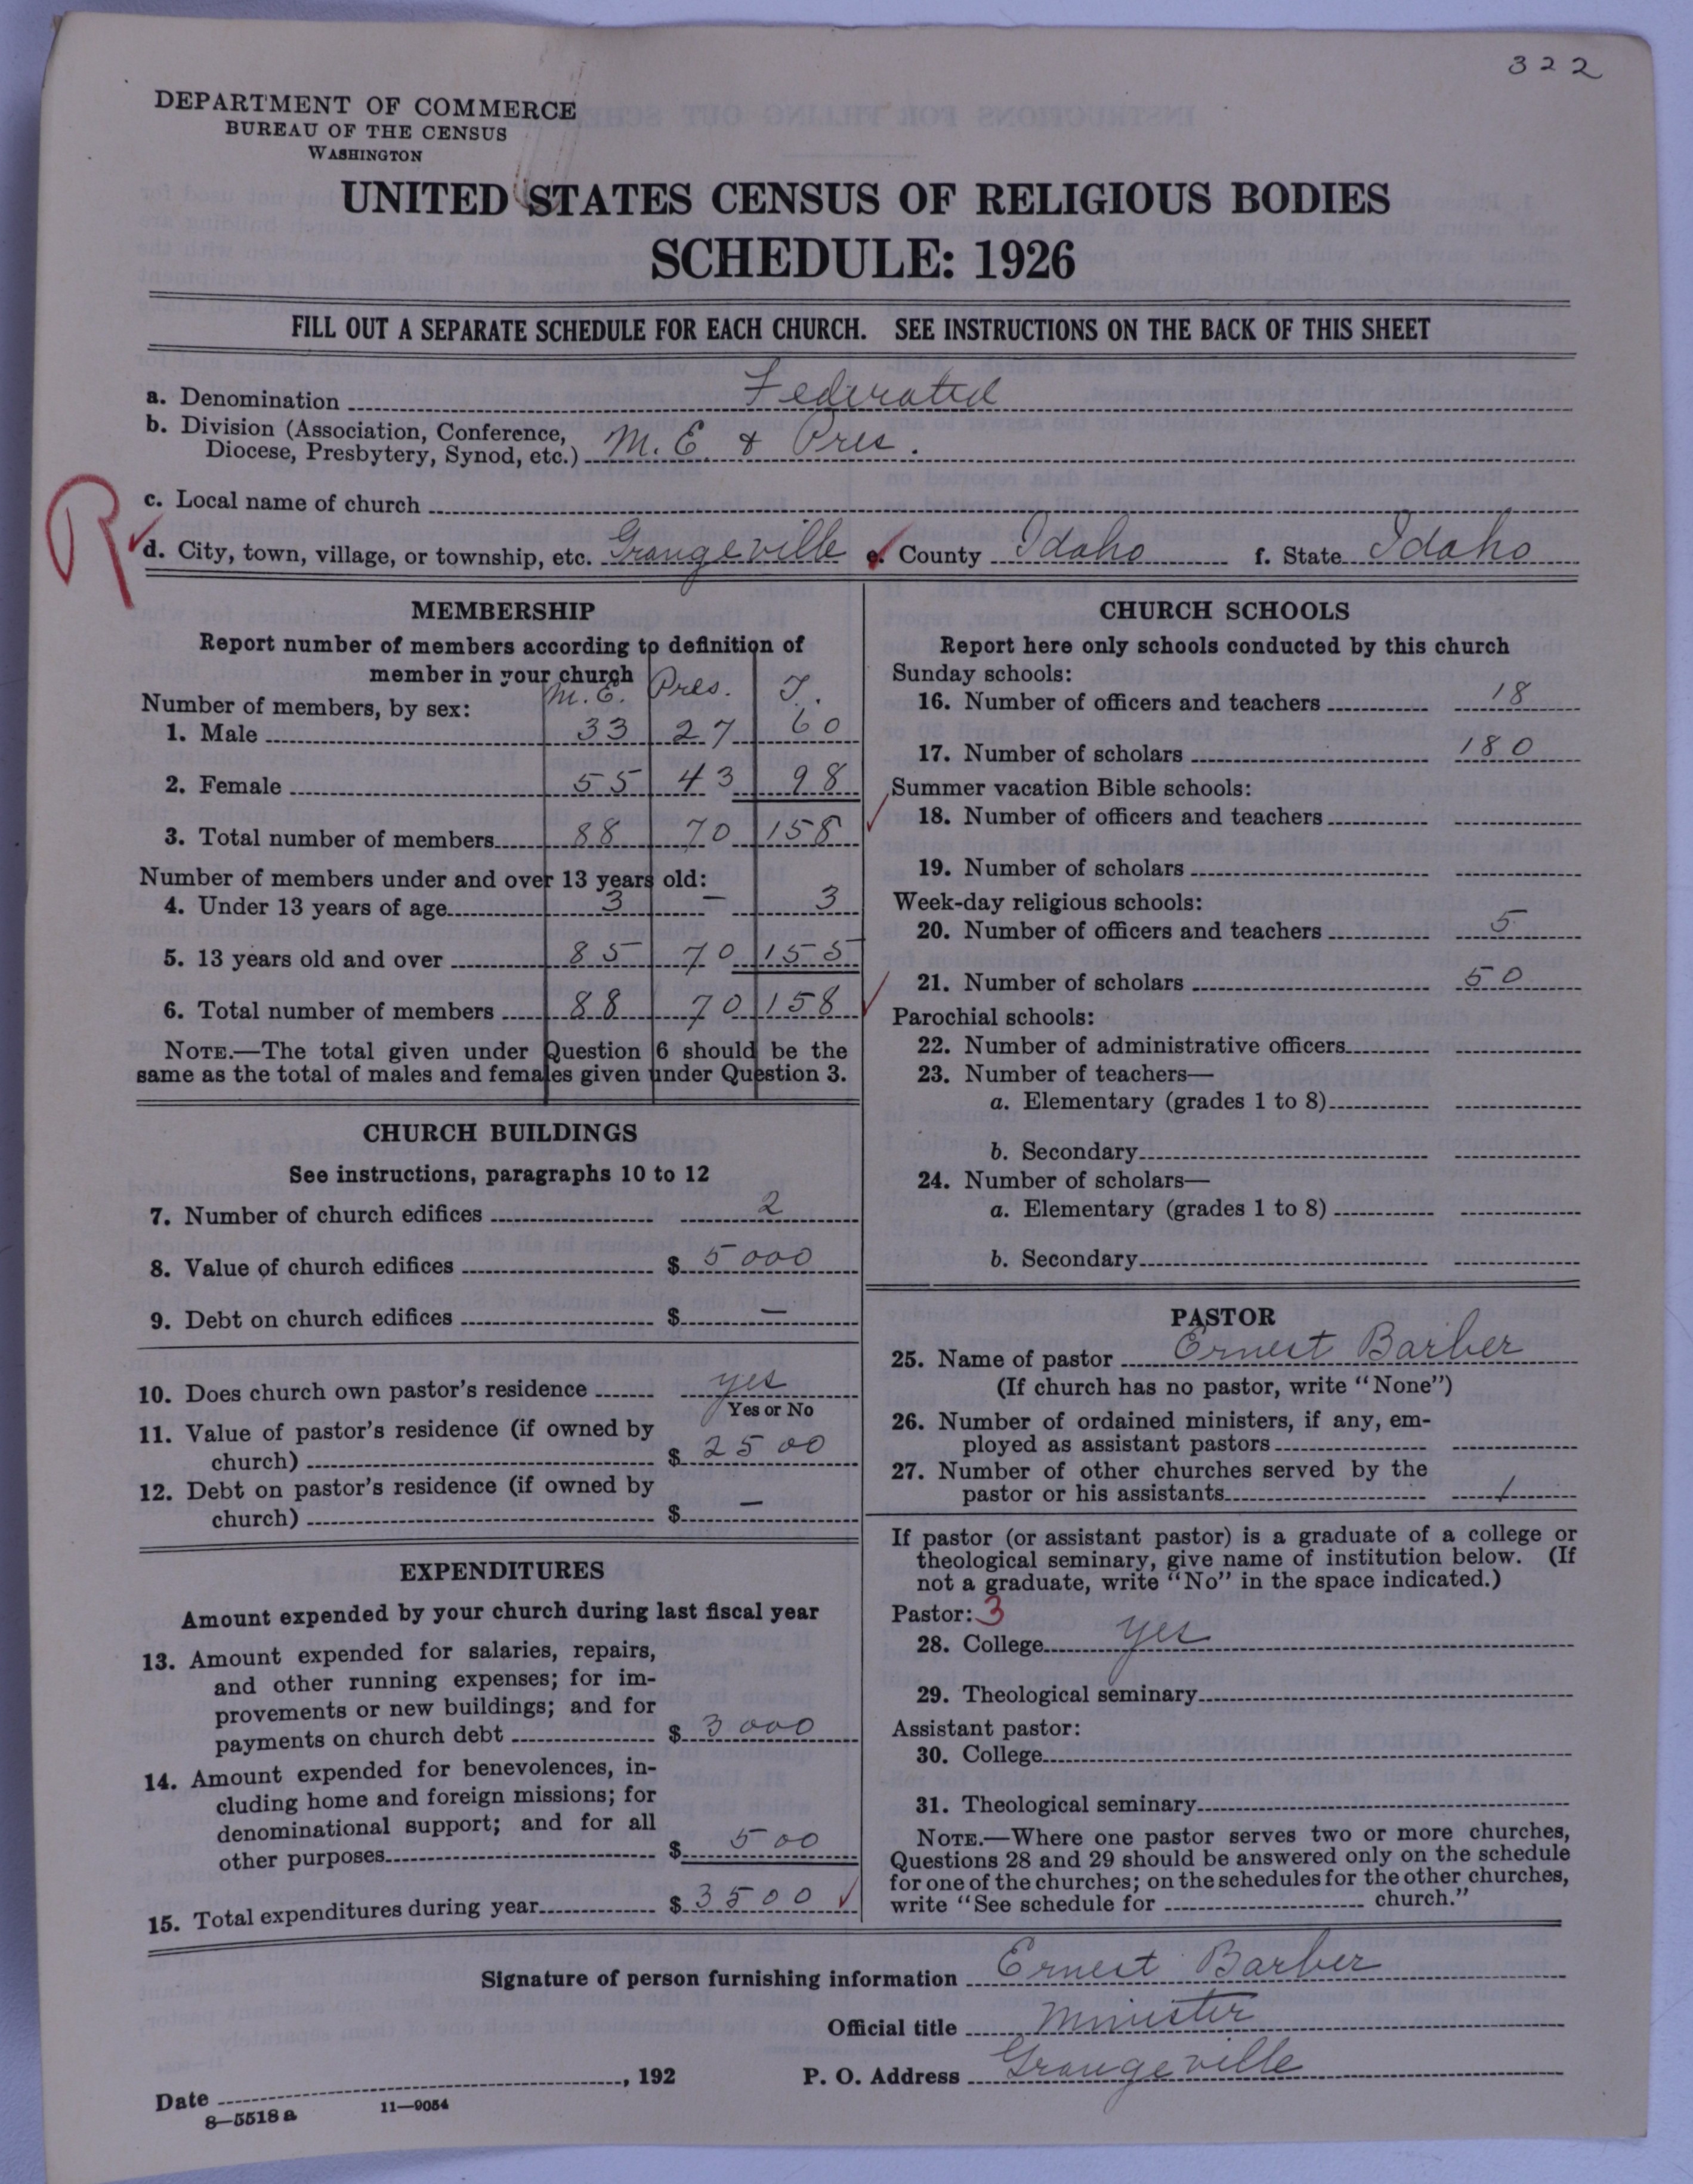 322
DEPARTMENT OF COMMERCE
BUREAU OF THE CENSUS
WASHINGTON
UNITED STATES CENSUS OF RELIGIOUS BODIES
SCHEDULE: 1926
FILL OUT A SEPARATE SCHEDULE FOR EACH CHURCH. SEE INSTRUCTIONS ON THE BACK OF THIS SHEET
a. Denomination Federated
b. Division (Association, Conference,
Diocese, Presbytery, Synod, etc.) M. E. & Pres.
c. Local name of church
R
d. City, town, village, or township, etc. Grangeville e. County Idaho f. State Idaho
MEMBERSHIP
Report number of members according to definition of
member in your church
M. E. Pres. T.
Number of members, by sex:
1. Male 33 27 60
2. Female 55 43 98
3. Total number of members 88 70 158
Number of members under and over 13 years old:
4. Under 13 years of age 3 — 3
5. 13 years old and over 85 70 155
6. Total number of members 88 70 158
NOTE.—The total given under Question 6 should be the
same as the total of males and females given under Question 3.
CHURCH BUILDINGS
See instructions, paragraphs 10 to 12
7. Number of church edifices 2
8. Value of church edifices $ 5000
9. Debt on church edifices $ —
10. Does church own pastor's residence yes
Yes or No
11. Value of pastor's residence (if owned by
church) $ 2500
12. Debt on pastor's residence (if owned by
church) $ —
EXPENDITURES
Amount expended by your church during last fiscal year
13. Amount expended for salaries, repairs,
and other running expenses; for im-
provements or new buildings; and for
payments on church debt $ 3000
14. Amount expended for benevolences, in-
cluding home and foreign missions; for
denominational support; and for all
other purposes $ 500
15. Total expenditures during year $ 3500
CHURCH SCHOOLS
Report here only schools conducted by this church
Sunday schools:
16. Number of officers and teachers 18
17. Number of scholars 180
Summer vacation Bible schools:
18. Number of officers and teachers
19. Number of scholars
Week-day religious schools:
20. Number of officers and teachers 5
21. Number of scholars 50
Parochial schools:
22. Number of administrative officers
23. Number of teachers—
a. Elementary (grades 1 to 8)
b. Secondary
24. Number of scholars—
a. Elementary (grades 1 to 8)
b. Secondary
PASTOR
25. Name of pastor Ernest Barber
(If church has no pastor, write "None")
26. Number of ordained ministers, if any, em-
ployed as assistant pastors
27. Number of other churches served by the
pastor or his assistants 1
If pastor (or assistant pastor) is a graduate of a college or
theological seminary, give name of institution below. (If
not a graduate, write "No" in the space indicated.)
Pastor: 3
28. College yes
29. Theological seminary
Assistant pastor:
30. College
31. Theological seminary
NOTE.—Where one pastor serves two or more churches,
Questions 28 and 29 should be answered only on the schedule
for one of the churches; on the schedules for the other churches,
write "See schedule for church."
Signature of person furnishing information Ernest Barber
Official title Minister
Date , 192 P. O. Address Grangeville
8—5518 a 11—9054